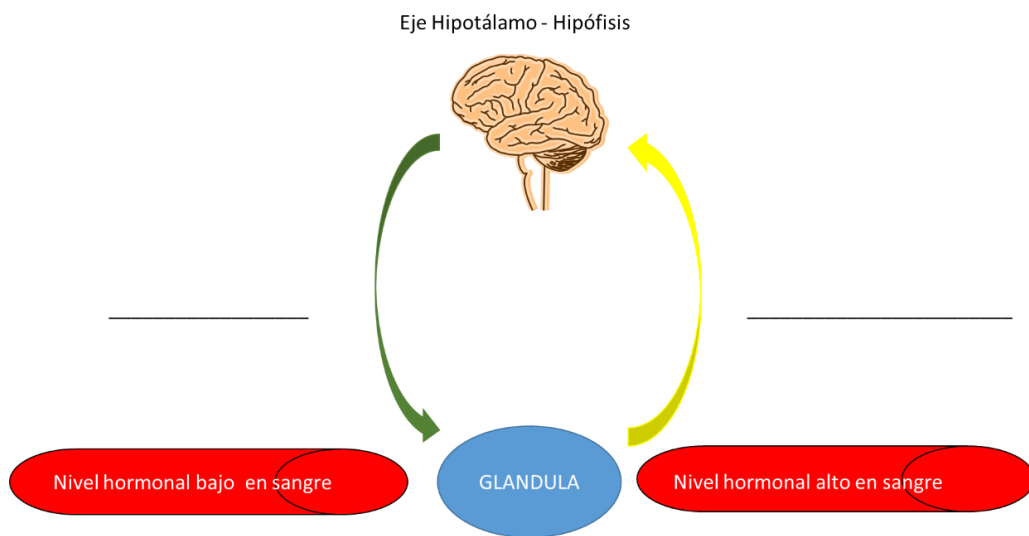 Eje Hipotálamo - Hipófisis
Nivel hormonal bajo en sangre
GLANDULA
Nivel hormonal alto en sangre